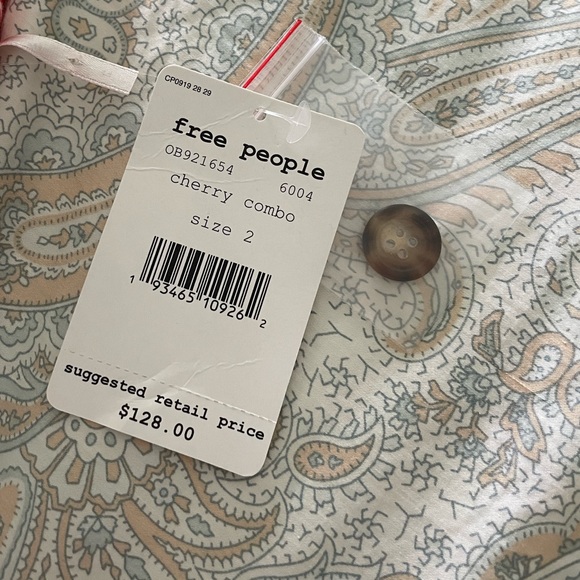 CP0919 28 29
free people
OB921654 6004
cherry combo
size 2
1 93465 10926 2
suggested retail price
$128.00